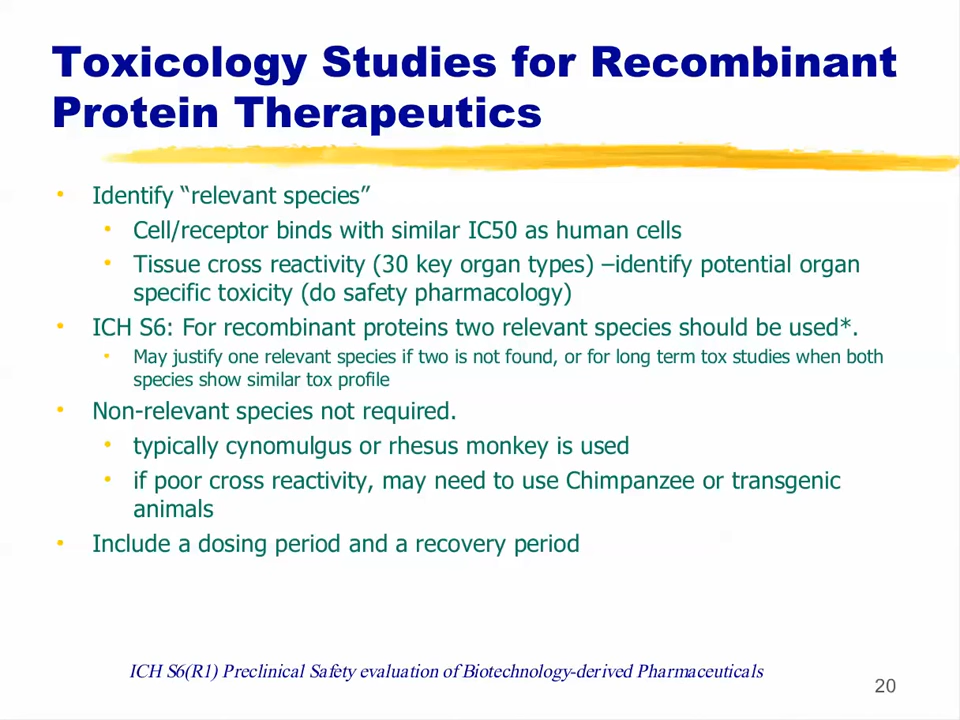 Toxicology Studies for Recombinant
Protein Therapeutics
• Identify “relevant species”
• Cell/receptor binds with similar IC50 as human cells
• Tissue cross reactivity (30 key organ types) –identify potential organ
specific toxicity (do safety pharmacology)
• ICH S6: For recombinant proteins two relevant species should be used*.
• May justify one relevant species if two is not found, or for long term tox studies when both
species show similar tox profile
• Non-relevant species not required.
• typically cynomulgus or rhesus monkey is used
• if poor cross reactivity, may need to use Chimpanzee or transgenic
animals
• Include a dosing period and a recovery period
ICH S6(R1) Preclinical Safety evaluation of Biotechnology-derived Pharmaceuticals
20